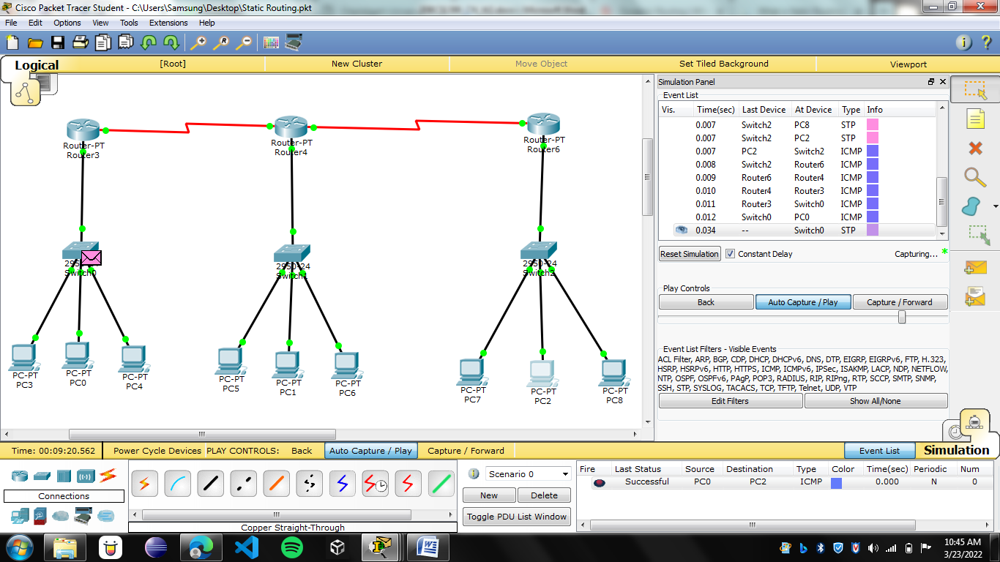 Cisco Packet Tracer Student - C:\Users\Samsung\Desktop\Static Routing.pkt
File Edit Options View Tools Extensions Help
Logical [Root] New Cluster Move Object Set Tiled Background Viewport
Router-PT
Router3
Router-PT
Router4
Router-PT
Router6
Switch0
2950-24
Switch1
2950-24
Switch2
PC-PT
PC3
PC-PT
PC0
PC-PT
PC4
PC-PT
PC5
PC-PT
PC1
PC-PT
PC6
PC-PT
PC7
PC-PT
PC2
PC-PT
PC8
Simulation Panel
Event List
Vis. Time(sec) Last Device At Device Type Info
0.007 Switch2 PC8 STP
0.007 Switch2 PC2 STP
0.007 PC2 Switch2 ICMP
0.008 Switch2 Router6 ICMP
0.009 Router6 Router4 ICMP
0.010 Router4 Router3 ICMP
0.011 Router3 Switch0 ICMP
0.012 Switch0 PC0 ICMP
0.034 -- Switch0 STP
Reset Simulation Constant Delay Capturing... *
Play Controls
Back Auto Capture / Play Capture / Forward
Event List Filters - Visible Events
ACL Filter, ARP, BGP, CDP, DHCP, DHCPv6, DNS, DTP, EIGRP, EIGRPv6, FTP, H.323,
HSRP, HSRPv6, HTTP, HTTPS, ICMP, ICMPv6, IPSec, ISAKMP, LACP, NDP, NETFLOW,
NTP, OSPF, OSPFv6, PAgP, POP3, RADIUS, RIP, RIPng, RTP, SCCP, SMTP, SNMP,
SSH, STP, SYSLOG, TACACS, TCP, TFTP, Telnet, UDP, VTP
Edit Filters Show All/None
Time: 00:09:20.562 Power Cycle Devices PLAY CONTROLS: Back Auto Capture / Play Capture / Forward Event List Simulation
Connections
Copper Straight-Through
Scenario 0
New Delete
Toggle PDU List Window
Fire Last Status Source Destination Type Color Time(sec) Periodic Num
Successful PC0 PC2 ICMP 0.000 N 0
10:45 AM
3/23/2022